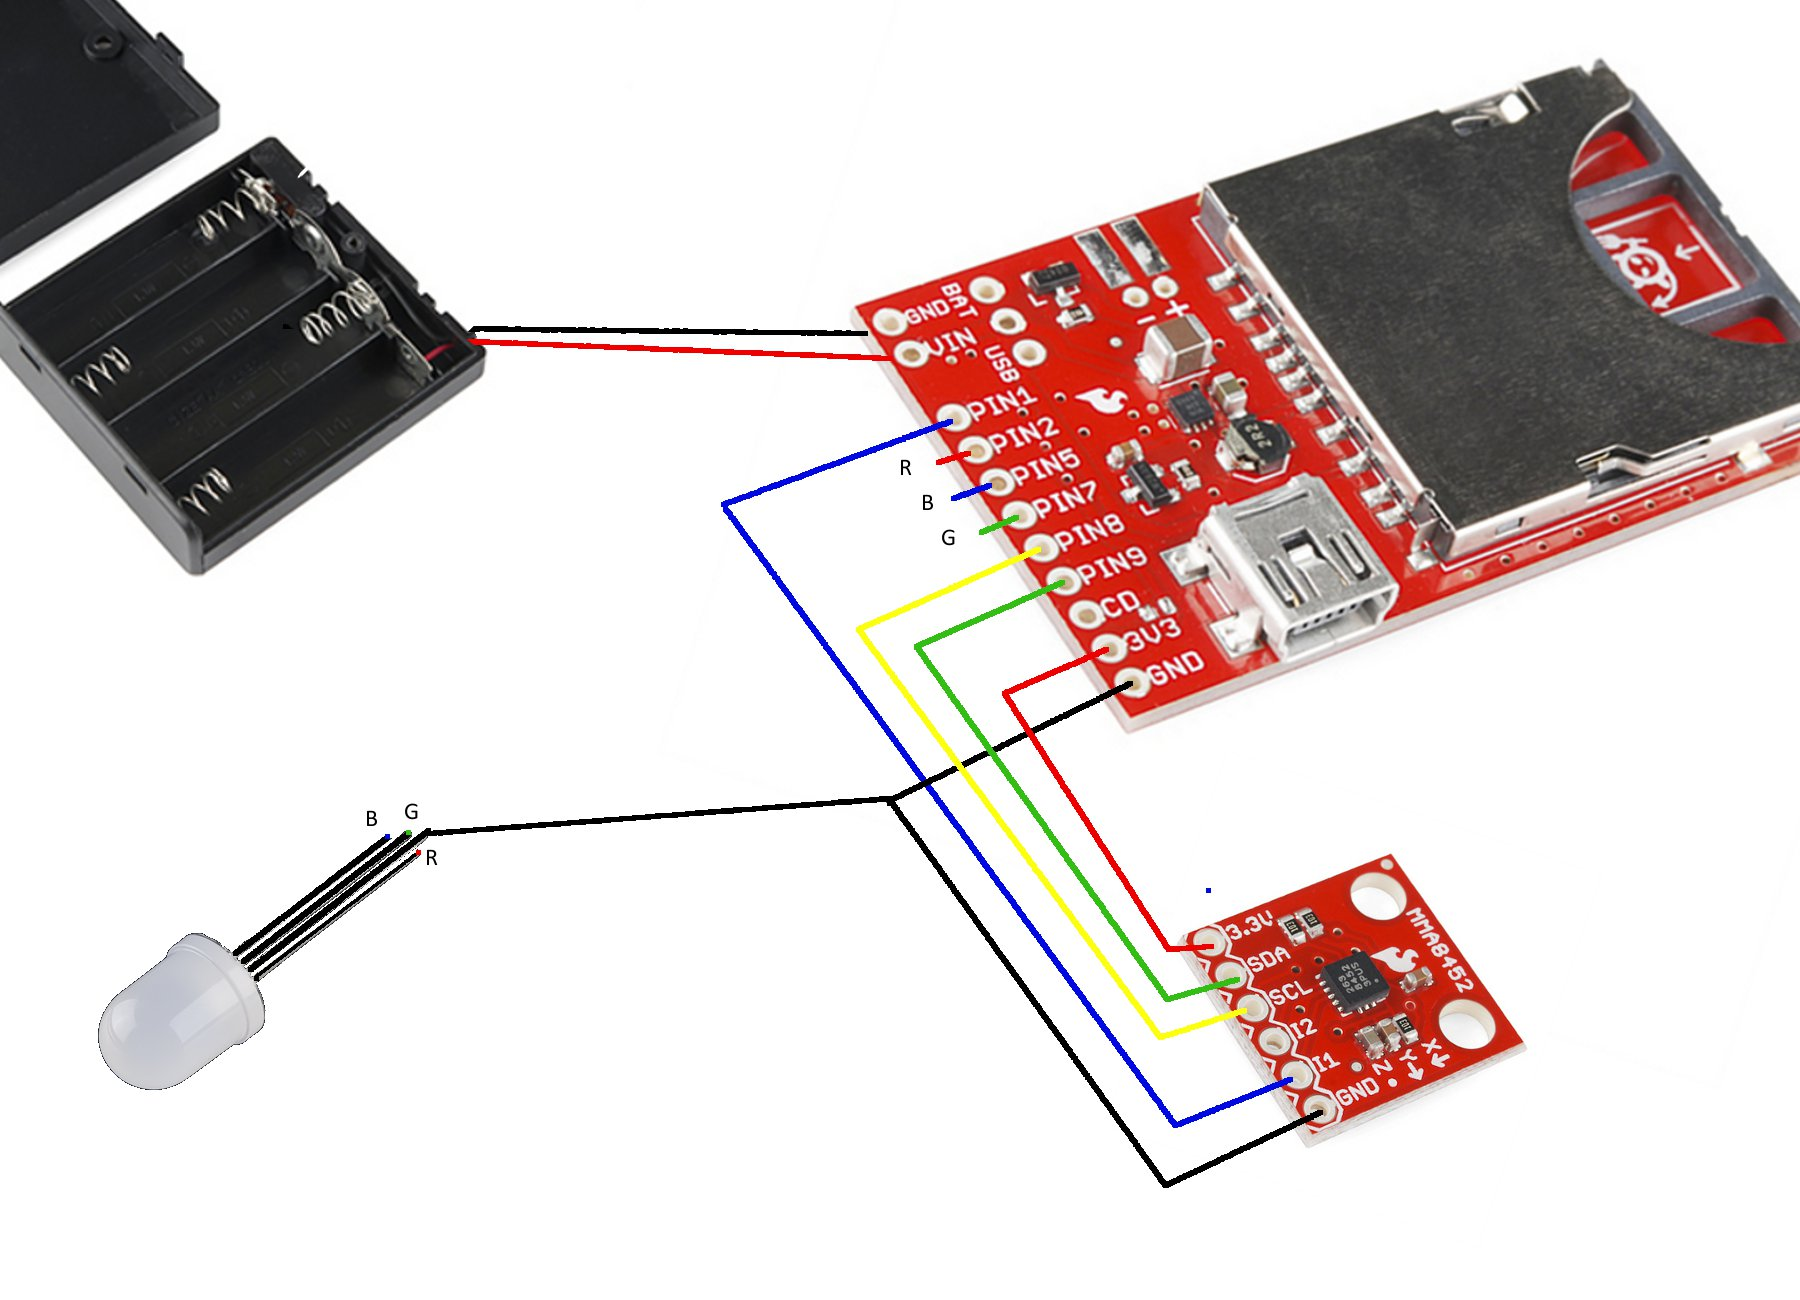 GND
BAT
VIN
USB
- +
PIN1
PIN2
PIN5
PIN7
PIN8
PIN9
CD
3V3
GND
2R2
R
B
G
B
G
R
3.3V
SDA
SCL
I2
I1
GND
MMA8452
X
Y
Z